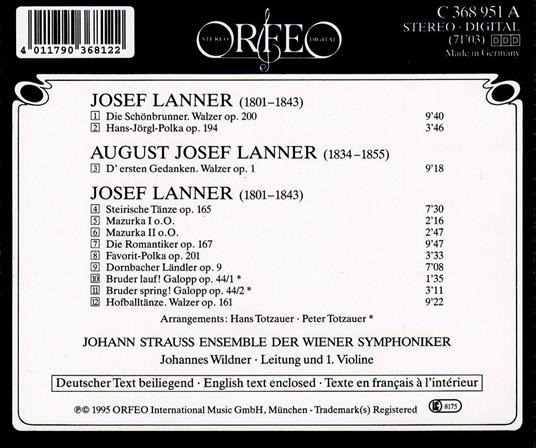 4 011790 368122
STEREO ORFEO DIGITAL
C 368 951 A
STEREO · DIGITAL
(71'03) DDD
Made in Germany
JOSEF LANNER (1801–1843)
1 Die Schönbrunner. Walzer op. 200 9'40
2 Hans-Jörgl-Polka op. 194 3'46
AUGUST JOSEF LANNER (1834–1855)
3 D' ersten Gedanken. Walzer op. 1 9'18
JOSEF LANNER (1801–1843)
4 Steirische Tänze op. 165 7'30
5 Mazurka I o.O. 2'16
6 Mazurka II o.O. 2'47
7 Die Romantiker op. 167 9'47
8 Favorit-Polka op. 201 3'33
9 Dornbacher Ländler op. 9 7'08
10 Bruder lauf! Galopp op. 44/1 * 1'35
11 Bruder spring! Galopp op. 44/2 * 3'11
12 Hofballtänze. Walzer op. 161 9'22
Arrangements: Hans Totzauer · Peter Totzauer *
JOHANN STRAUSS ENSEMBLE DER WIENER SYMPHONIKER
Johannes Wildner · Leitung und 1. Violine
Deutscher Text beiliegend · English text enclosed · Texte en français à l'intérieur
℗© 1995 ORFEO International Music GmbH, München - Trademark(s) Registered
LC 8175